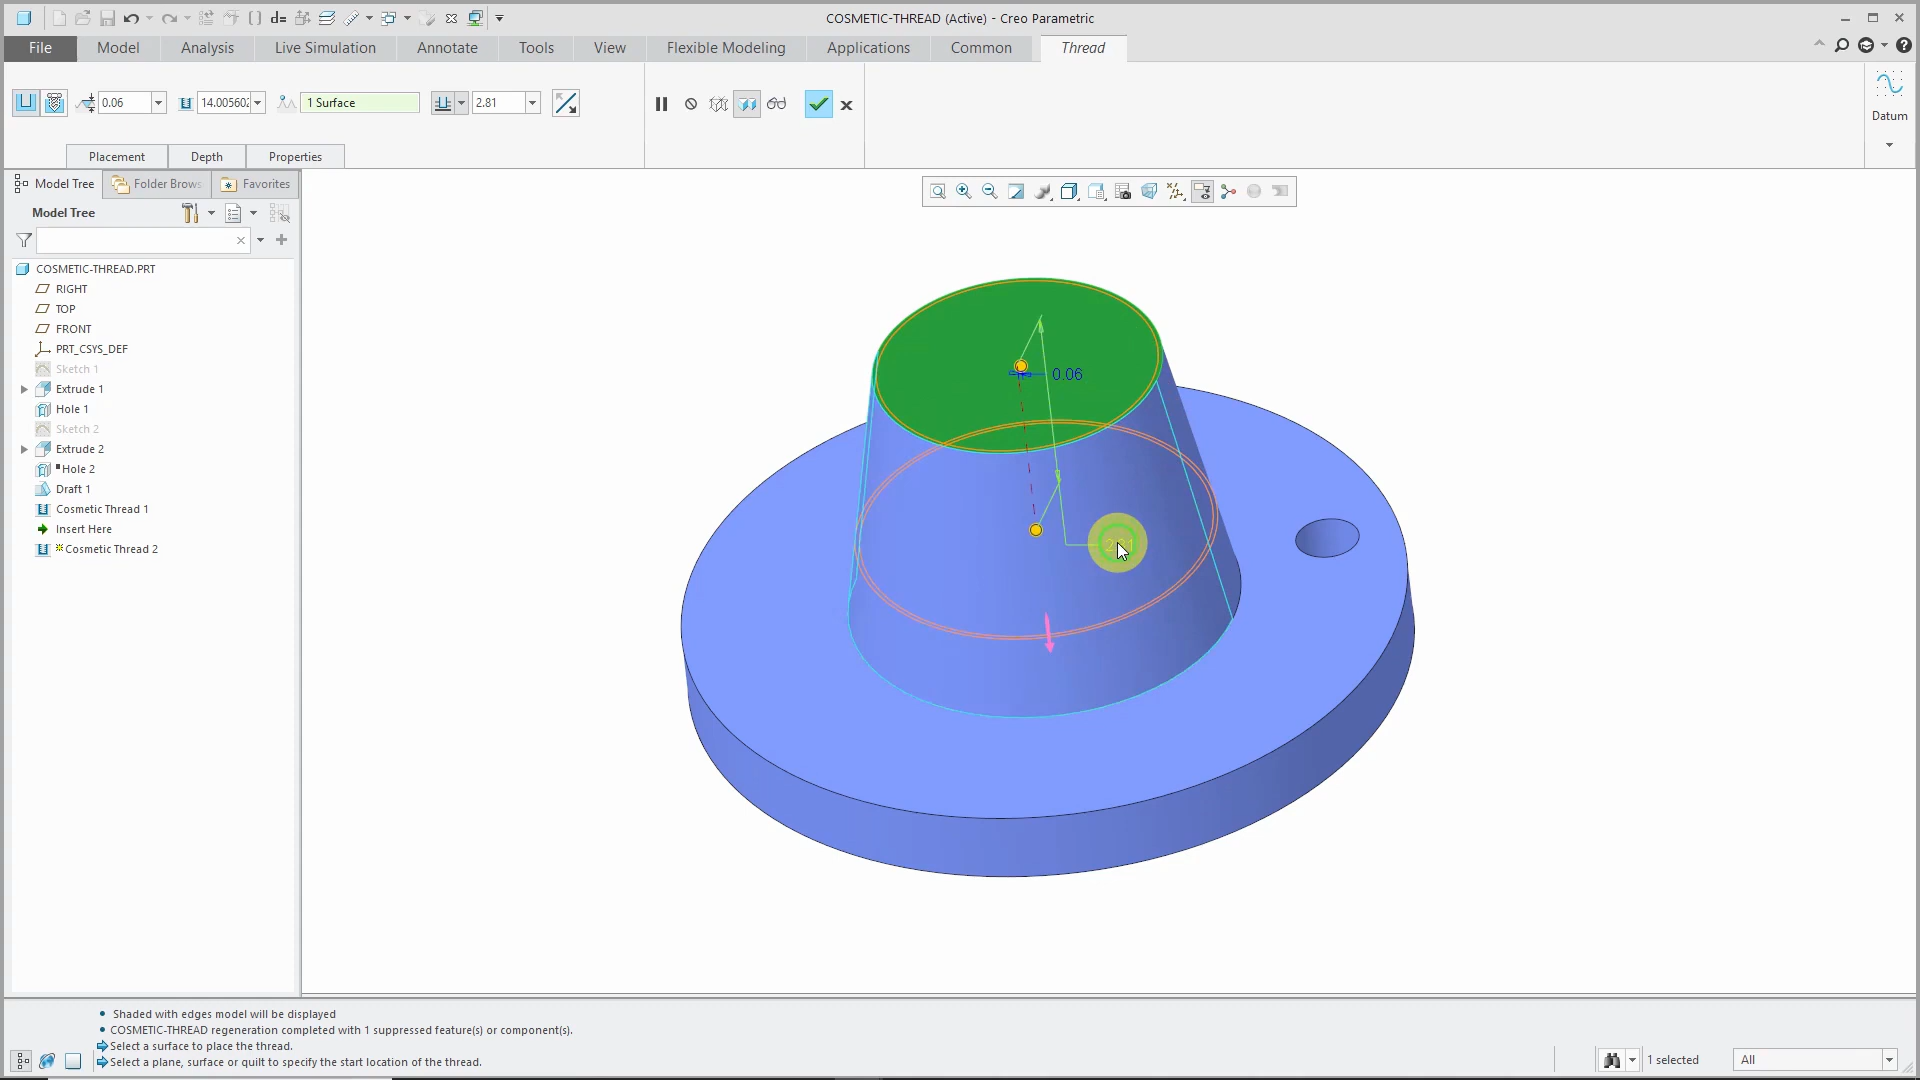 COSMETIC-THREAD (Active) - Creo Parametric
File Model Analysis Live Simulation Annotate Tools View Flexible Modeling Applications Common Thread
0.06 14.00560 1 Surface 2.81
Datum
Placement Depth Properties
Model Tree Folder Brows Favorites
Model Tree
COSMETIC-THREAD.PRT
RIGHT
TOP
FRONT
PRT_CSYS_DEF
Sketch 1
Extrude 1
Hole 1
Sketch 2
Extrude 2
Hole 2
Draft 1
Cosmetic Thread 1
Insert Here
Cosmetic Thread 2
0.06
Shaded with edges model will be displayed
COSMETIC-THREAD regeneration completed with 1 suppressed feature(s) or component(s).
Select a surface to place the thread.
Select a plane, surface or quilt to specify the start location of the thread.
1 selected All